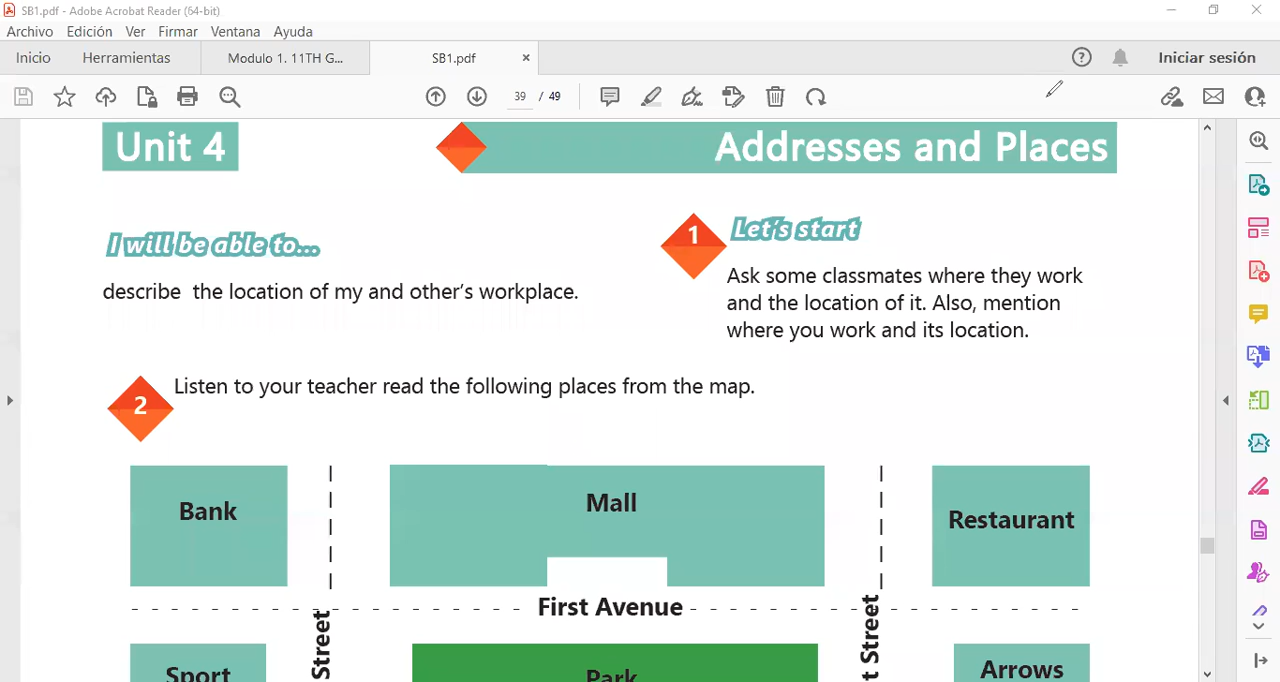 SB1.pdf - Adobe Acrobat Reader (64-bit)
Archivo Edición Ver Firmar Ventana Ayuda
Inicio Herramientas Modulo 1. 11TH G... SB1.pdf × Iniciar sesión
39 / 49
Unit 4 Addresses and Places
I will be able to...
describe the location of my and other's workplace.
1 Let's start
Ask some classmates where they work
and the location of it. Also, mention
where you work and its location.
2 Listen to your teacher read the following places from the map.
Bank Mall Restaurant
First Avenue
Street
Street
Sport Park Arrows